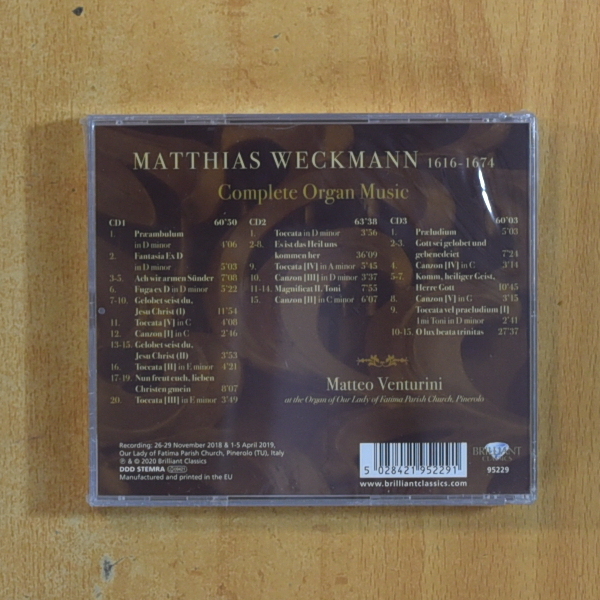 MATTHIAS WECKMANN 1616-1674
Complete Organ Music
CD1 60'50
1. Præambulum
in D minor 4'06
2. Fantasia Ex D
in D minor 5'03
3-5. Ach wir armen Sünder 7'08
6. Fuga ex D in D minor 5'22
7-10. Gelobet seist du,
Jesu Christ (I) 11'54
11. Toccata [V] in C 4'08
12. Canzon [I] in C 2'46
13-15. Gelobet seist du,
Jesu Christ (II) 3'53
16. Toccata [II] in E minor 4'21
17-19. Nun freut euch, lieben
Christen gmein 8'07
20. Toccata [III] in E minor 3'49
CD2 63'38
1. Toccata in D minor 3'56
2-8. Es ist das Heil uns
kommen her 36'09
9. Toccata [IV] in A minor 5'45
10. Canzon [III] in D minor 3'37
11-14. Magnificat II. Toni 7'55
15. Canzon [II] in C minor 6'07
CD3 60'03
1. Præludium 5'03
2-3. Gott sei gelobet und
gebenedeiet 7'24
4. Canzon [IV] in C 3'14
5-7. Komm, heiliger Geist,
Herre Gott 10'45
8. Canzon [V] in C 3'15
9. Toccata vel præludium [I]
1mi Toni in D minor 2'41
10-15. O lux beata trinitas 27'37
Matteo Venturini
at the Organ of Our Lady of Fatima Parish Church, Pinerolo
Recording: 26-29 November 2018 & 1-5 April 2019,
Our Lady of Fatima Parish Church, Pinerolo (TU), Italy
℗ & © 2020 Brilliant Classics
DDD STEMRA
Manufactured and printed in the EU
5 028421 952291
www.brilliantclassics.com
BRILLIANT
CLASSICS
95229